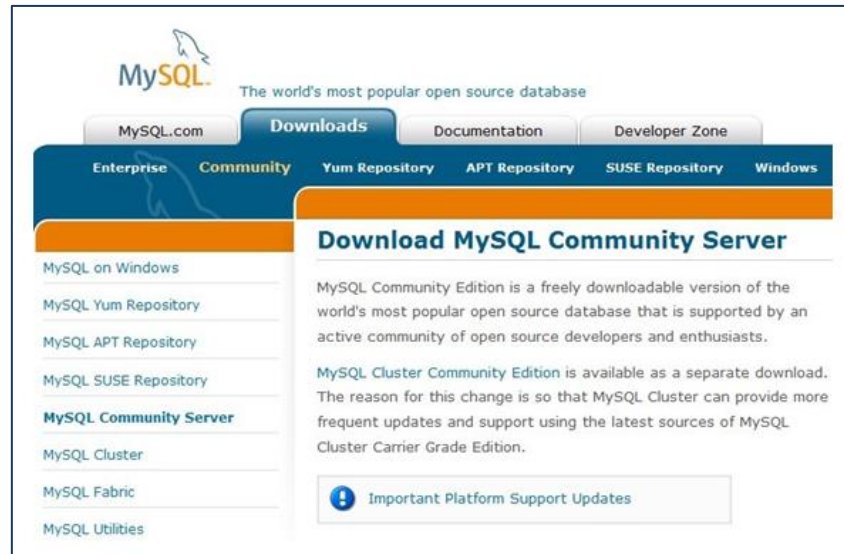 MySQL
The world's most popular open source database
MySQL.com Downloads Documentation Developer Zone
Enterprise Community Yum Repository APT Repository SUSE Repository Windows
MySQL on Windows
MySQL Yum Repository
MySQL APT Repository
MySQL SUSE Repository
MySQL Community Server
MySQL Cluster
MySQL Fabric
MySQL Utilities
Download MySQL Community Server
MySQL Community Edition is a freely downloadable version of the
world's most popular open source database that is supported by an
active community of open source developers and enthusiasts.
MySQL Cluster Community Edition is available as a separate download.
The reason for this change is so that MySQL Cluster can provide more
frequent updates and support using the latest sources of MySQL
Cluster Carrier Grade Edition.
Important Platform Support Updates